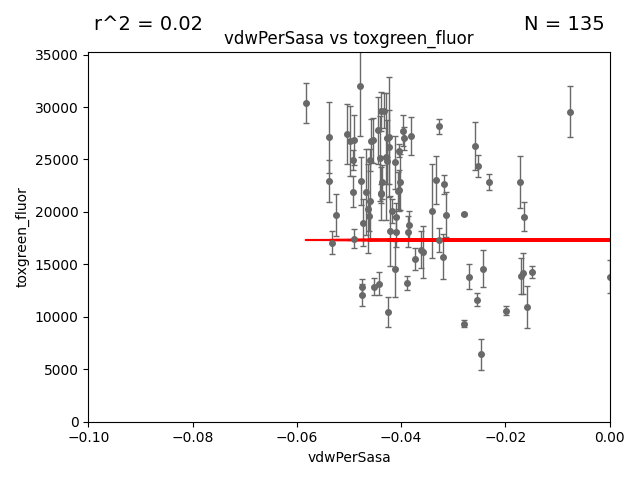 r^2 = 0.02
N = 135
vdwPerSasa vs toxgreen_fluor
35000
30000
25000
20000
15000
10000
5000
0
toxgreen_fluor
−0.10
−0.08
−0.06
−0.04
−0.02
0.00
vdwPerSasa